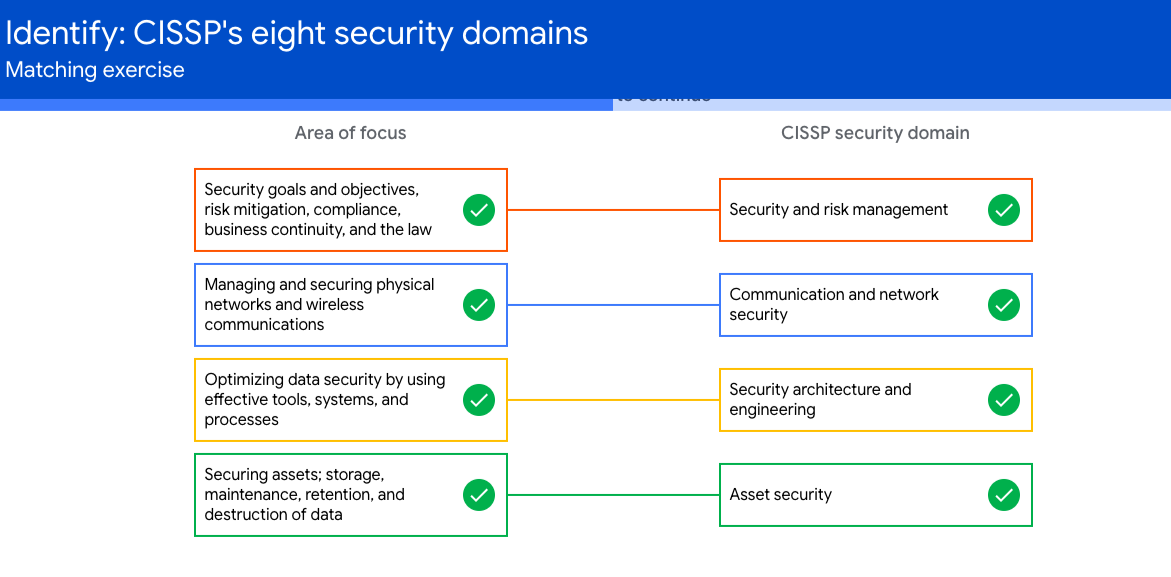 Identify: CISSP's eight security domains
Matching exercise
to continue
Area of focus
CISSP security domain
Security goals and objectives,
risk mitigation, compliance,
business continuity, and the law
Security and risk management
Managing and securing physical
networks and wireless
communications
Communication and network
security
Optimizing data security by using
effective tools, systems, and
processes
Security architecture and
engineering
Securing assets; storage,
maintenance, retention, and
destruction of data
Asset security